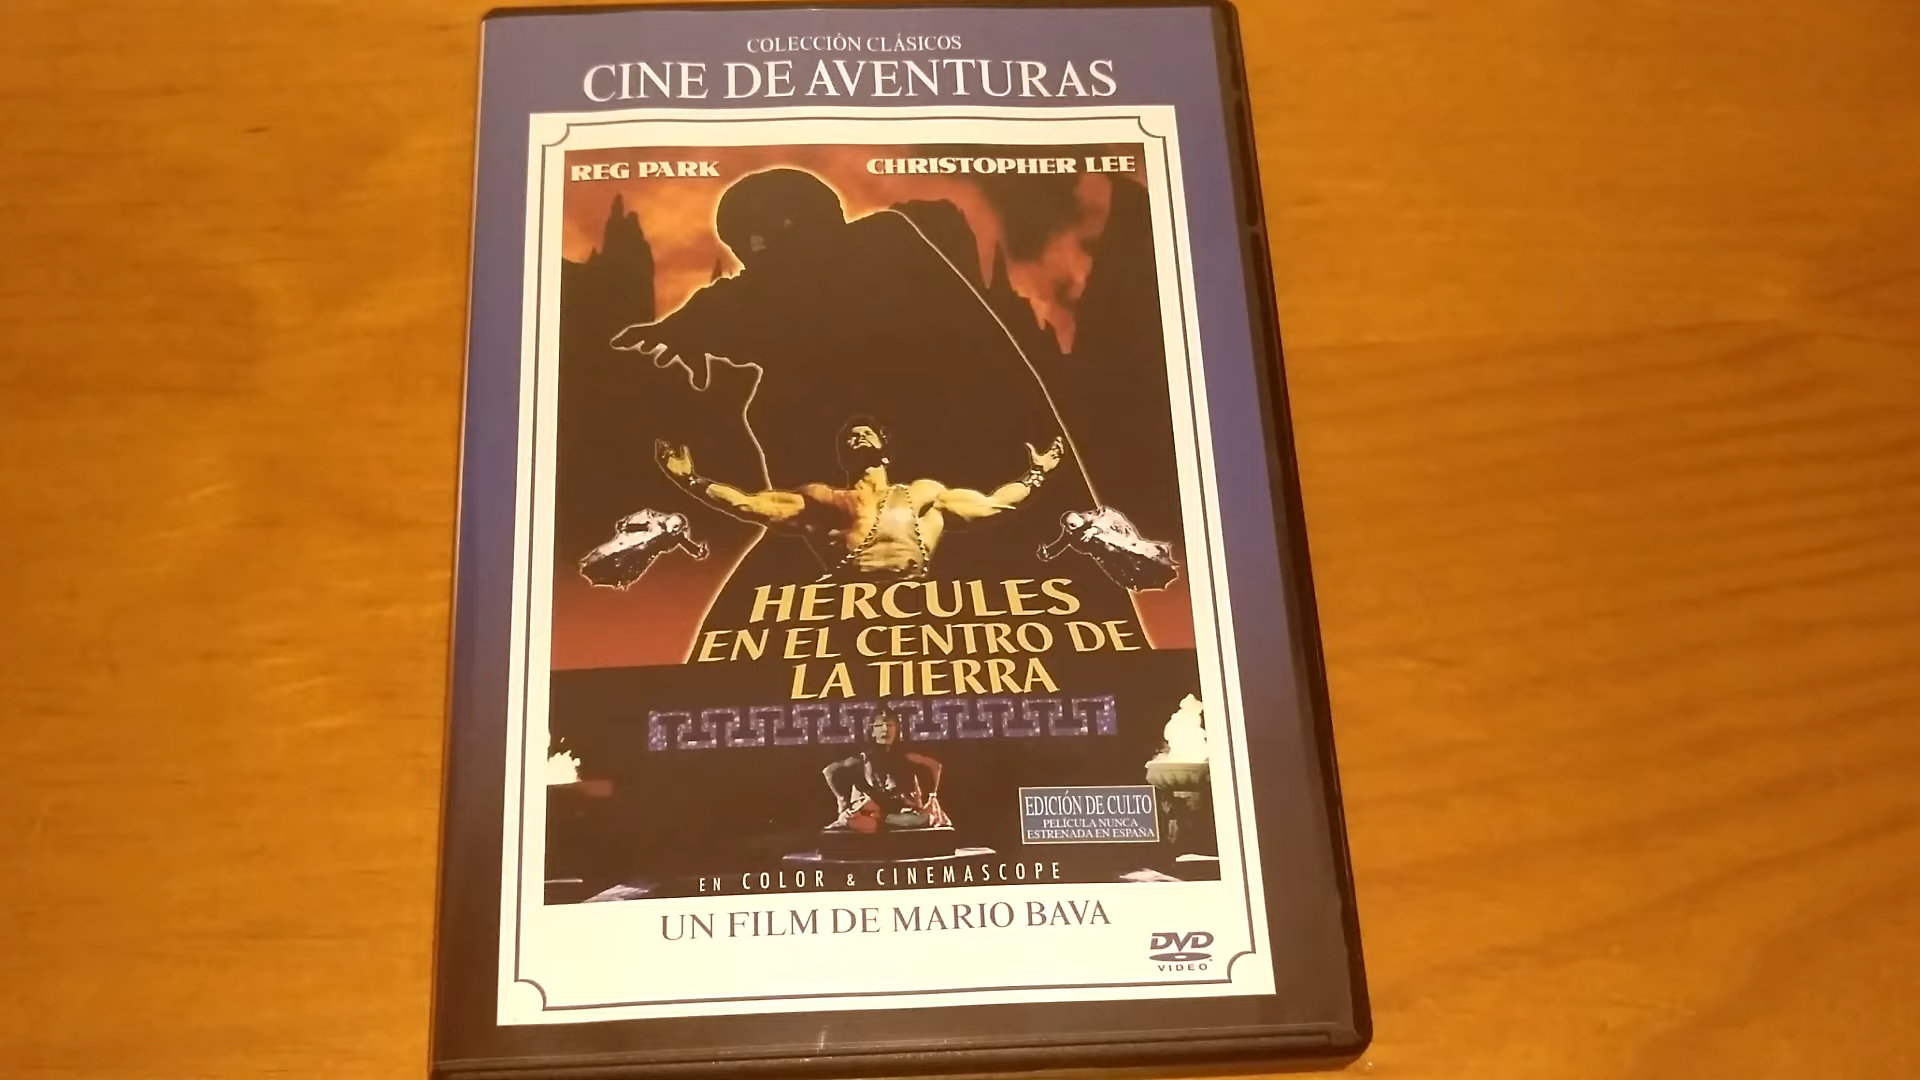 COLECCIÓN CLÁSICOS
CINE DE AVENTURAS
REG PARK
CHRISTOPHER LEE
HÉRCULES
EN EL CENTRO DE
LA TIERRA
EDICIÓN DE CULTO
PELÍCULA NUNCA
ESTRENADA EN ESPAÑA
EN COLOR & CINEMASCOPE
UN FILM DE MARIO BAVA
DVD
VIDEO